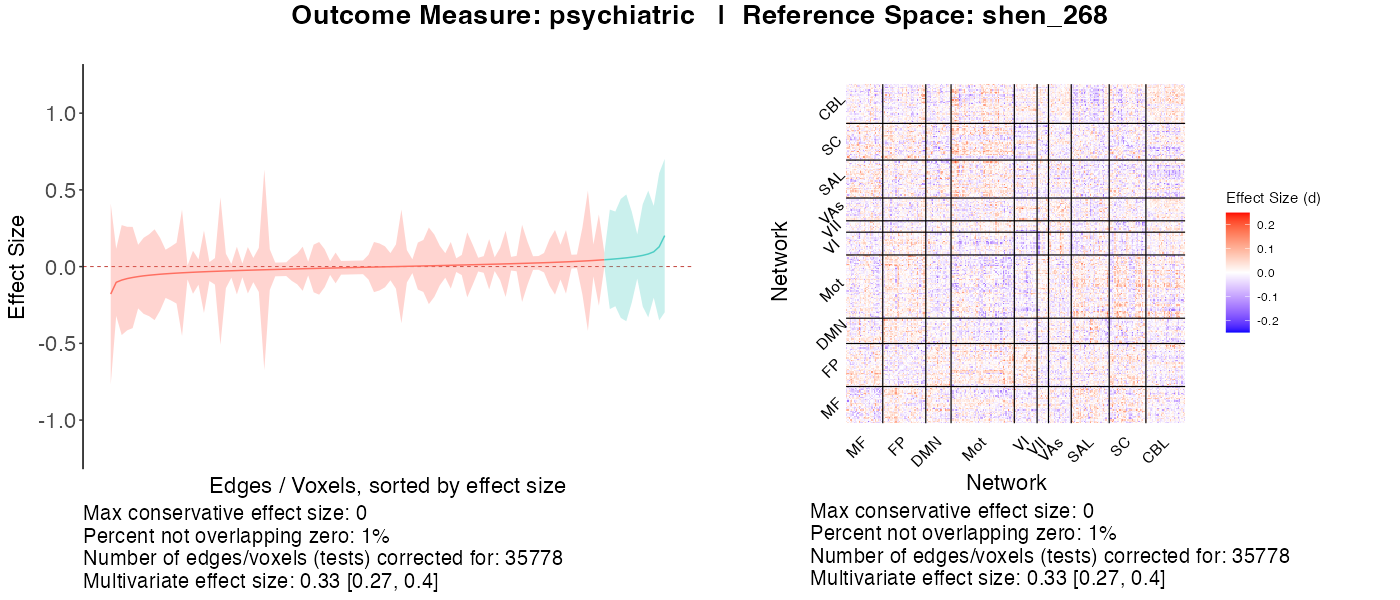 Outcome Measure: psychiatric | Reference Space: shen_268
Effect Size
1.0
0.5
0.0
-0.5
-1.0
Edges / Voxels, sorted by effect size
Max conservative effect size: 0
Percent not overlapping zero: 1%
Number of edges/voxels (tests) corrected for: 35778
Multivariate effect size: 0.33 [0.27, 0.4]
Network
CBL
SC
SAL
VAs
VII
VI
Mot
DMN
FP
MF
MF
FP
DMN
Mot
VI
VII
VAs
SAL
SC
CBL
Network
Effect Size (d)
0.2
0.1
0.0
-0.1
-0.2
Max conservative effect size: 0
Percent not overlapping zero: 1%
Number of edges/voxels (tests) corrected for: 35778
Multivariate effect size: 0.33 [0.27, 0.4]